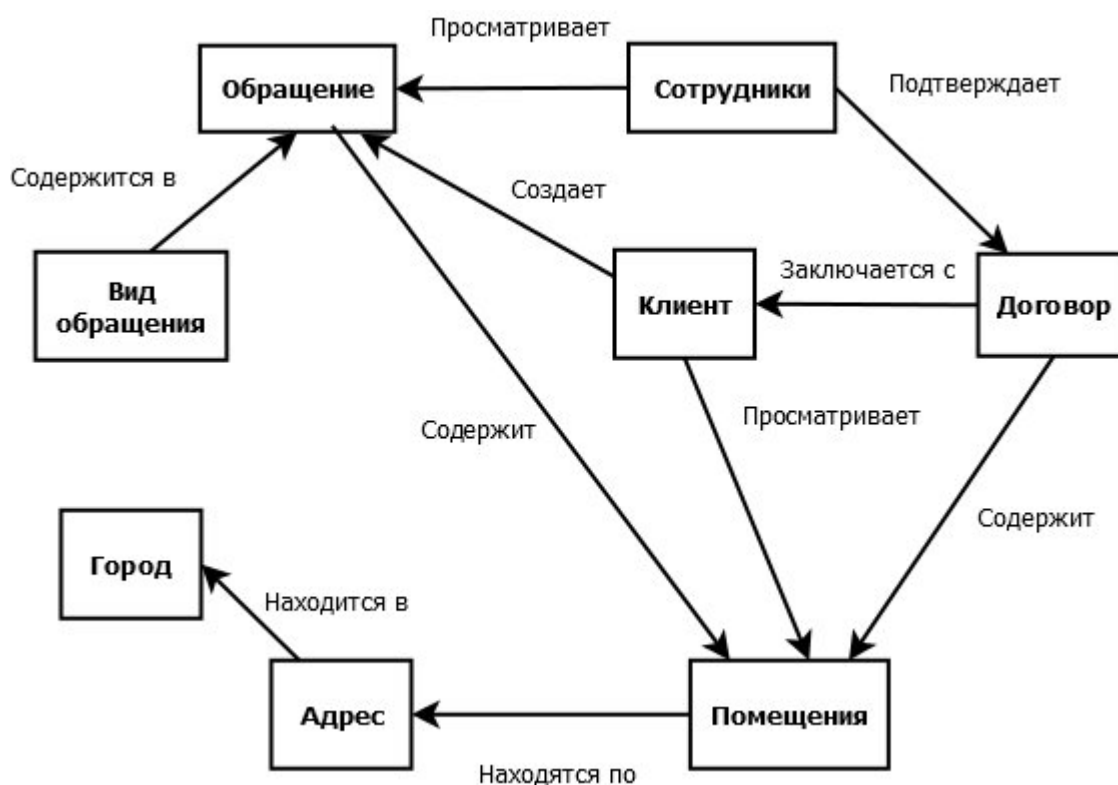 Просматривает
Обращение
Сотрудники
Подтверждает
Содержится в
Создает
Вид
обращения
Клиент
Заключается с
Договор
Содержит
Просматривает
Содержит
Город
Находится в
Адрес
Помещения
Находятся по